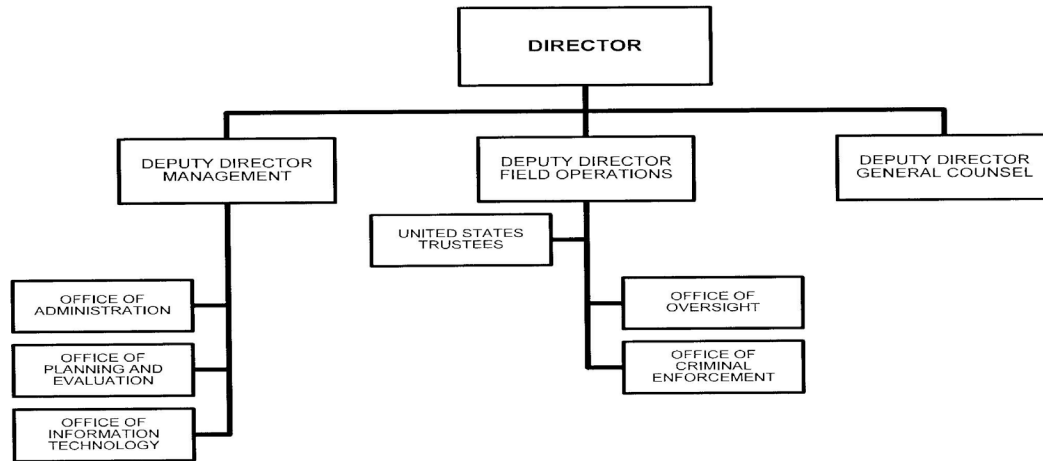 DIRECTOR
DEPUTY DIRECTOR
MANAGEMENT
DEPUTY DIRECTOR
FIELD OPERATIONS
DEPUTY DIRECTOR
GENERAL COUNSEL
UNITED STATES
TRUSTEES
OFFICE OF
ADMINISTRATION
OFFICE OF
PLANNING AND
EVALUATION
OFFICE OF
INFORMATION
TECHNOLOGY
OFFICE OF
OVERSIGHT
OFFICE OF
CRIMINAL
ENFORCEMENT